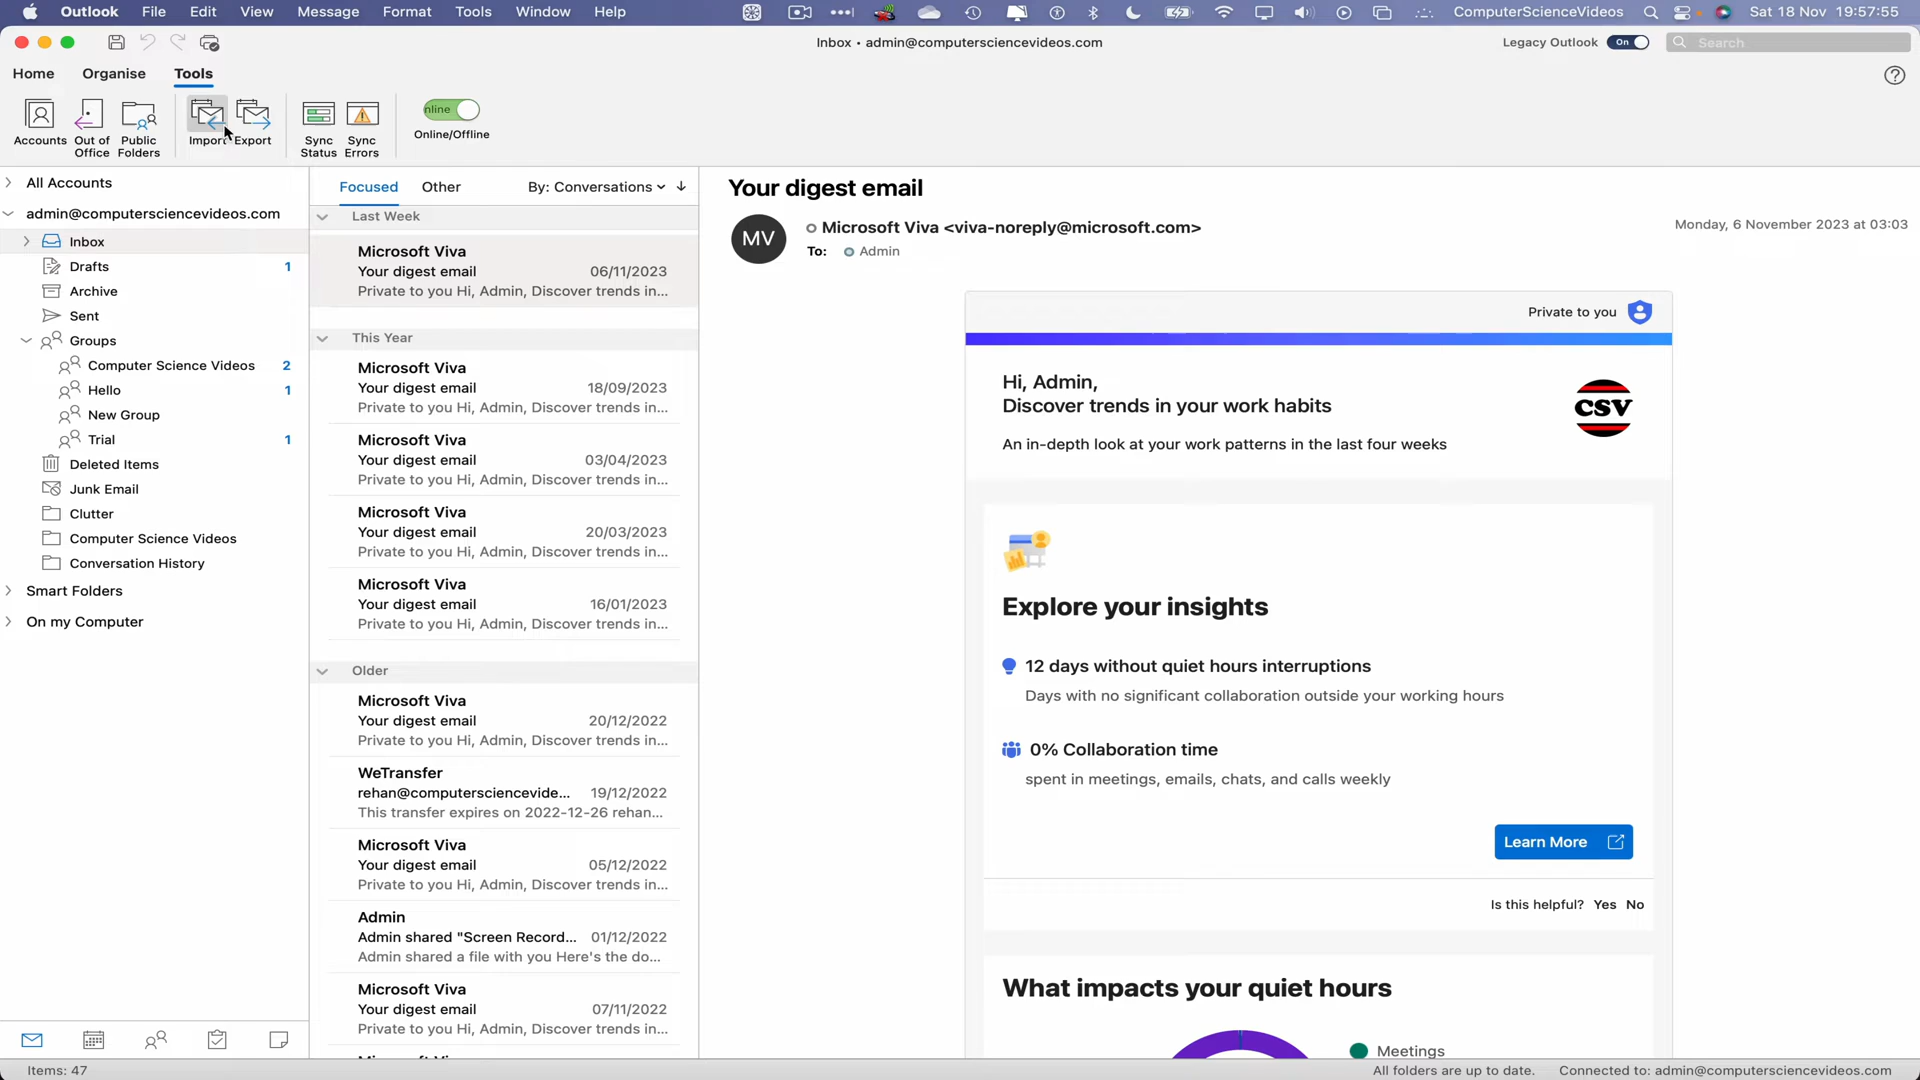 Outlook File Edit View Message Format Tools Window Help ComputerScienceVideos Sat 18 Nov 19:57:55
Inbox • admin@computersciencevideos.com Legacy Outlook On Search
Home Organise Tools
nline
Accounts Out of Office Public Folders Import Export Sync Status Sync Errors Online/Offline
All Accounts
admin@computersciencevideos.com
Inbox
Drafts 1
Archive
Sent
Groups
Computer Science Videos 2
Hello 1
New Group
Trial 1
Deleted Items
Junk Email
Clutter
Computer Science Videos
Conversation History
Smart Folders
On my Computer
Items: 47
Focused Other By: Conversations
Last Week
Microsoft Viva
Your digest email 06/11/2023
Private to you Hi, Admin, Discover trends in...
This Year
Microsoft Viva
Your digest email 18/09/2023
Private to you Hi, Admin, Discover trends in...
Microsoft Viva
Your digest email 03/04/2023
Private to you Hi, Admin, Discover trends in...
Microsoft Viva
Your digest email 20/03/2023
Private to you Hi, Admin, Discover trends in...
Microsoft Viva
Your digest email 16/01/2023
Private to you Hi, Admin, Discover trends in...
Older
Microsoft Viva
Your digest email 20/12/2022
Private to you Hi, Admin, Discover trends in...
WeTransfer
rehan@computersciencevide... 19/12/2022
This transfer expires on 2022-12-26 rehan...
Microsoft Viva
Your digest email 05/12/2022
Private to you Hi, Admin, Discover trends in...
Admin
Admin shared "Screen Record... 01/12/2022
Admin shared a file with you Here's the do...
Microsoft Viva
Your digest email 07/11/2022
Private to you Hi, Admin, Discover trends in...
Your digest email
MV
Microsoft Viva <viva-noreply@microsoft.com>
Monday, 6 November 2023 at 03:03
To: Admin
Private to you
Hi, Admin,
Discover trends in your work habits
CSV
An in-depth look at your work patterns in the last four weeks
Explore your insights
12 days without quiet hours interruptions
Days with no significant collaboration outside your working hours
0% Collaboration time
spent in meetings, emails, chats, and calls weekly
Learn More
Is this helpful? Yes No
What impacts your quiet hours
Meetings
All folders are up to date. Connected to: admin@computersciencevideos.com